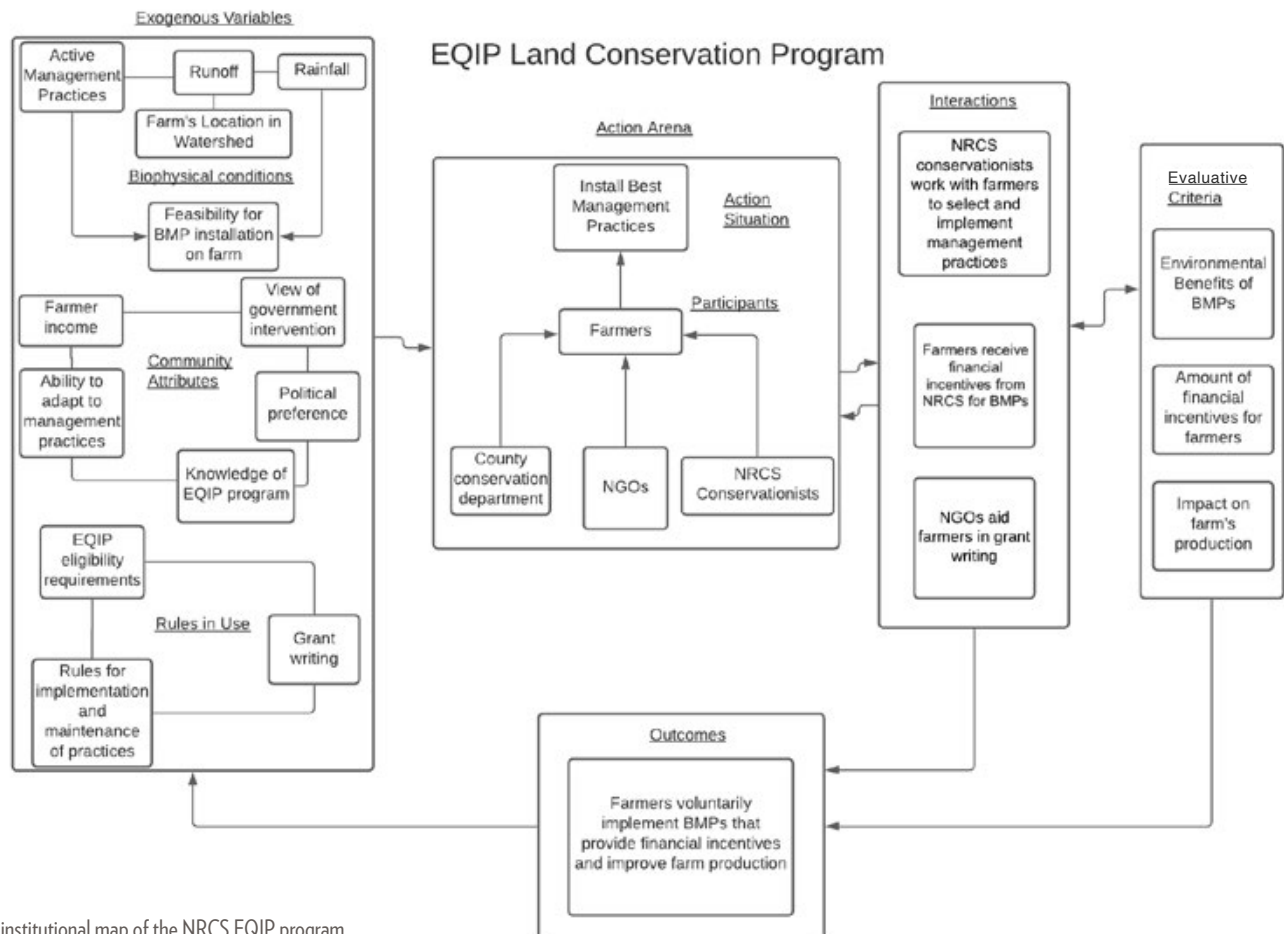 Exogenous Variables
EQIP Land Conservation Program
Active
Management
Practices
Runoff
Rainfall
Farm's Location in
Watershed
Biophysical conditions
Feasibility for
BMP installation
on farm
Farmer
income
View of
government
intervention
Community
Attributes
Ability to
adapt to
management
practices
Political
preference
Knowledge of
EQIP program
EQIP
eligibility
requirements
Rules in Use
Grant
writing
Rules for
implementation
and
maintenance
of practices
Action Arena
Install Best
Management
Practices
Action
Situation
Participants
Farmers
County
conservation
department
NGOs
NRCS
Conservationists
Interactions
NRCS
conservationists
work with farmers
to select and
implement
management
practices
Farmers receive
financial
incentives from
NRCS for BMPs
NGOs aid
farmers in grant
writing
Evaluative
Criteria
Environmental
Benefits of
BMPs
Amount of
financial
incentives for
farmers
Impact on
farm's
production
Outcomes
Farmers voluntarily
implement BMPs that
provide financial incentives
and improve farm production
institutional map of the NRCS EQIP program